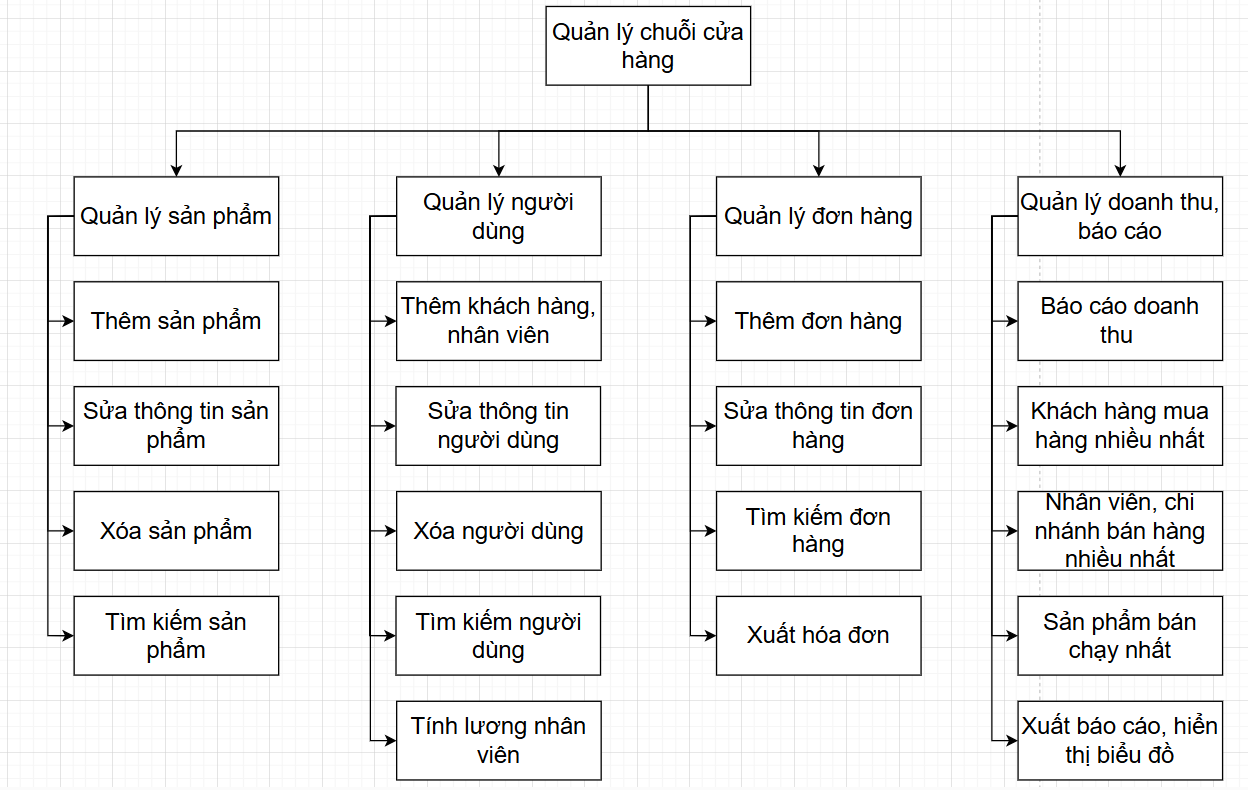 Quản lý chuỗi cửa
hàng
Quản lý sản phẩm
Thêm sản phẩm
Sửa thông tin sản
phẩm
Xóa sản phẩm
Tìm kiếm sản
phẩm
Quản lý người
dùng
Thêm khách hàng,
nhân viên
Sửa thông tin
người dùng
Xóa người dùng
Tìm kiếm người
dùng
Tính lương nhân
viên
Quản lý đơn hàng
Thêm đơn hàng
Sửa thông tin đơn
hàng
Tìm kiếm đơn
hàng
Xuất hóa đơn
Quản lý doanh thu,
báo cáo
Báo cáo doanh
thu
Khách hàng mua
hàng nhiều nhất
Nhân viên, chi
nhánh bán hàng
nhiều nhất
Sản phẩm bán
chạy nhất
Xuất báo cáo, hiển
thị biểu đồ